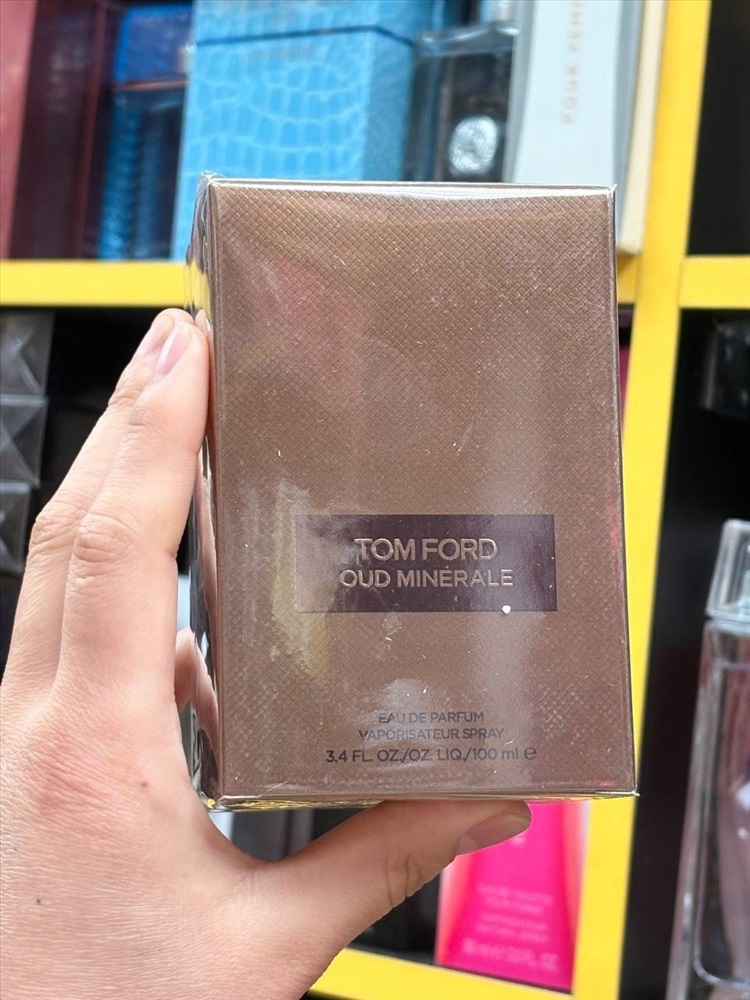 POUR FEMME
TOM FORD
OUD MINÉRALE
EAU DE PARFUM
VAPORISATEUR SPRAY
3.4 FL. OZ./OZ. LIQ./100 ml e